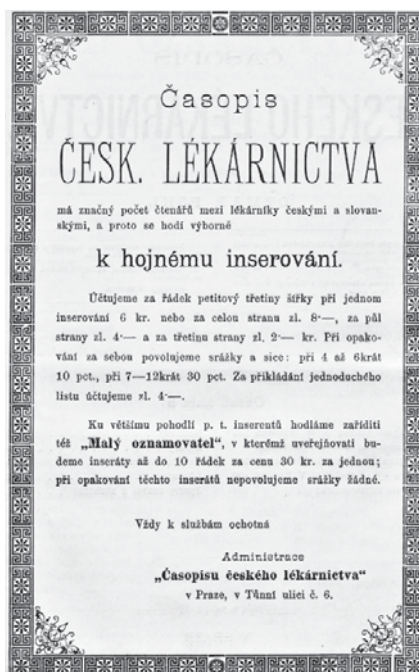 Časopis
ČESK. LÉKÁRNICTVA
má značný počet čtenářů mezi lékárníky českými a slovan-
skými, a proto se hodí výborně
k hojnému inserování.
Účtujeme za řádek petitový třetiny šířky při jednom
inserování 6 kr. nebo za celou stranu zl. 8·—, za půl
strany zl. 4·— a za třetinu strany zl. 2·— kr. Při opako-
vání za sebou povolujeme srážky a sice: při 4 až 6krát
10 pct., při 7—12krát 30 pct. Za přikládání jednoduchého
listu účtujeme zl. 4·—.
Ku většímu pohodlí p. t. inserentů hodláme zaříditi
též „Malý oznamovatel“, v kterémž uveřejňovati bu-
deme inseráty až do 10 řádek za cenu 30 kr. za jednou;
při opakování těchto inserátů nepovolujeme srážky žádné.
Vždy k službám ochotná
Administrace
„Časopisu českého lékárnictva“
v Praze, v Tůnní ulici č. 6.